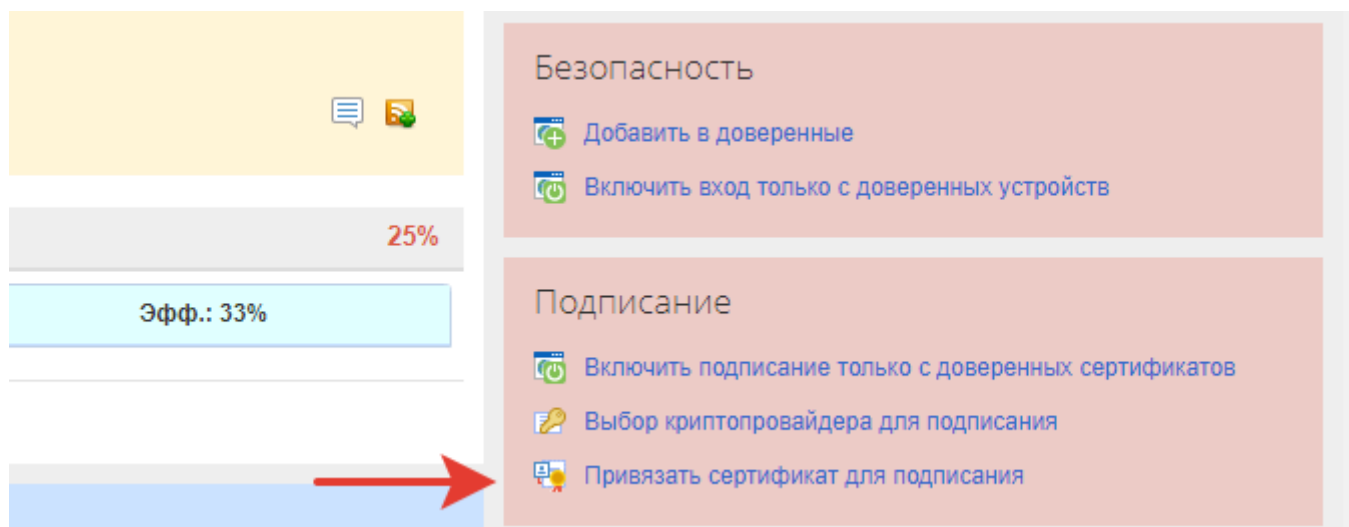 Безопасность
Добавить в доверенные
Включить вход только с доверенных устройств
25%
Эфф.: 33%
Подписание
Включить подписание только с доверенных сертификатов
Выбор криптопровайдера для подписания
Привязать сертификат для подписания